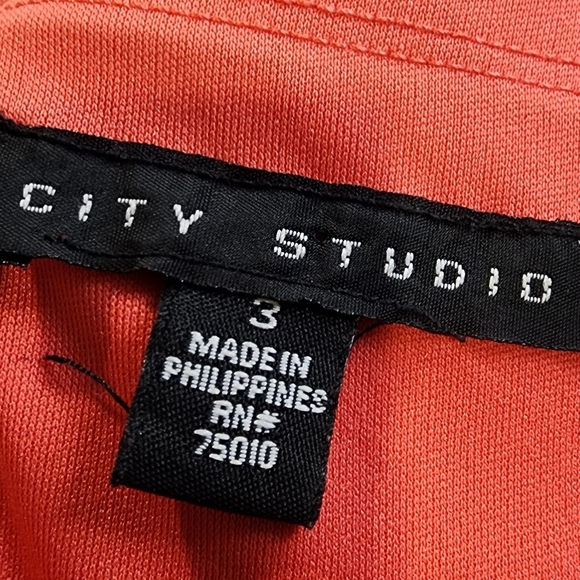 CITY STUDIO
3
MADE IN
PHILIPPINES
RN#
75010